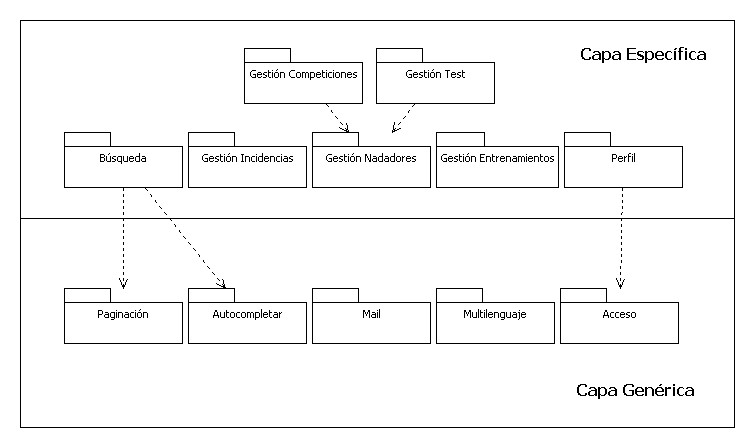 Capa Específica
Gestión Competiciones
Gestión Test
Búsqueda
Gestión Incidencias
Gestión Nadadores
Gestión Entrenamientos
Perfil
Paginación
Autocompletar
Mail
Multilenguaje
Acceso
Capa Genérica